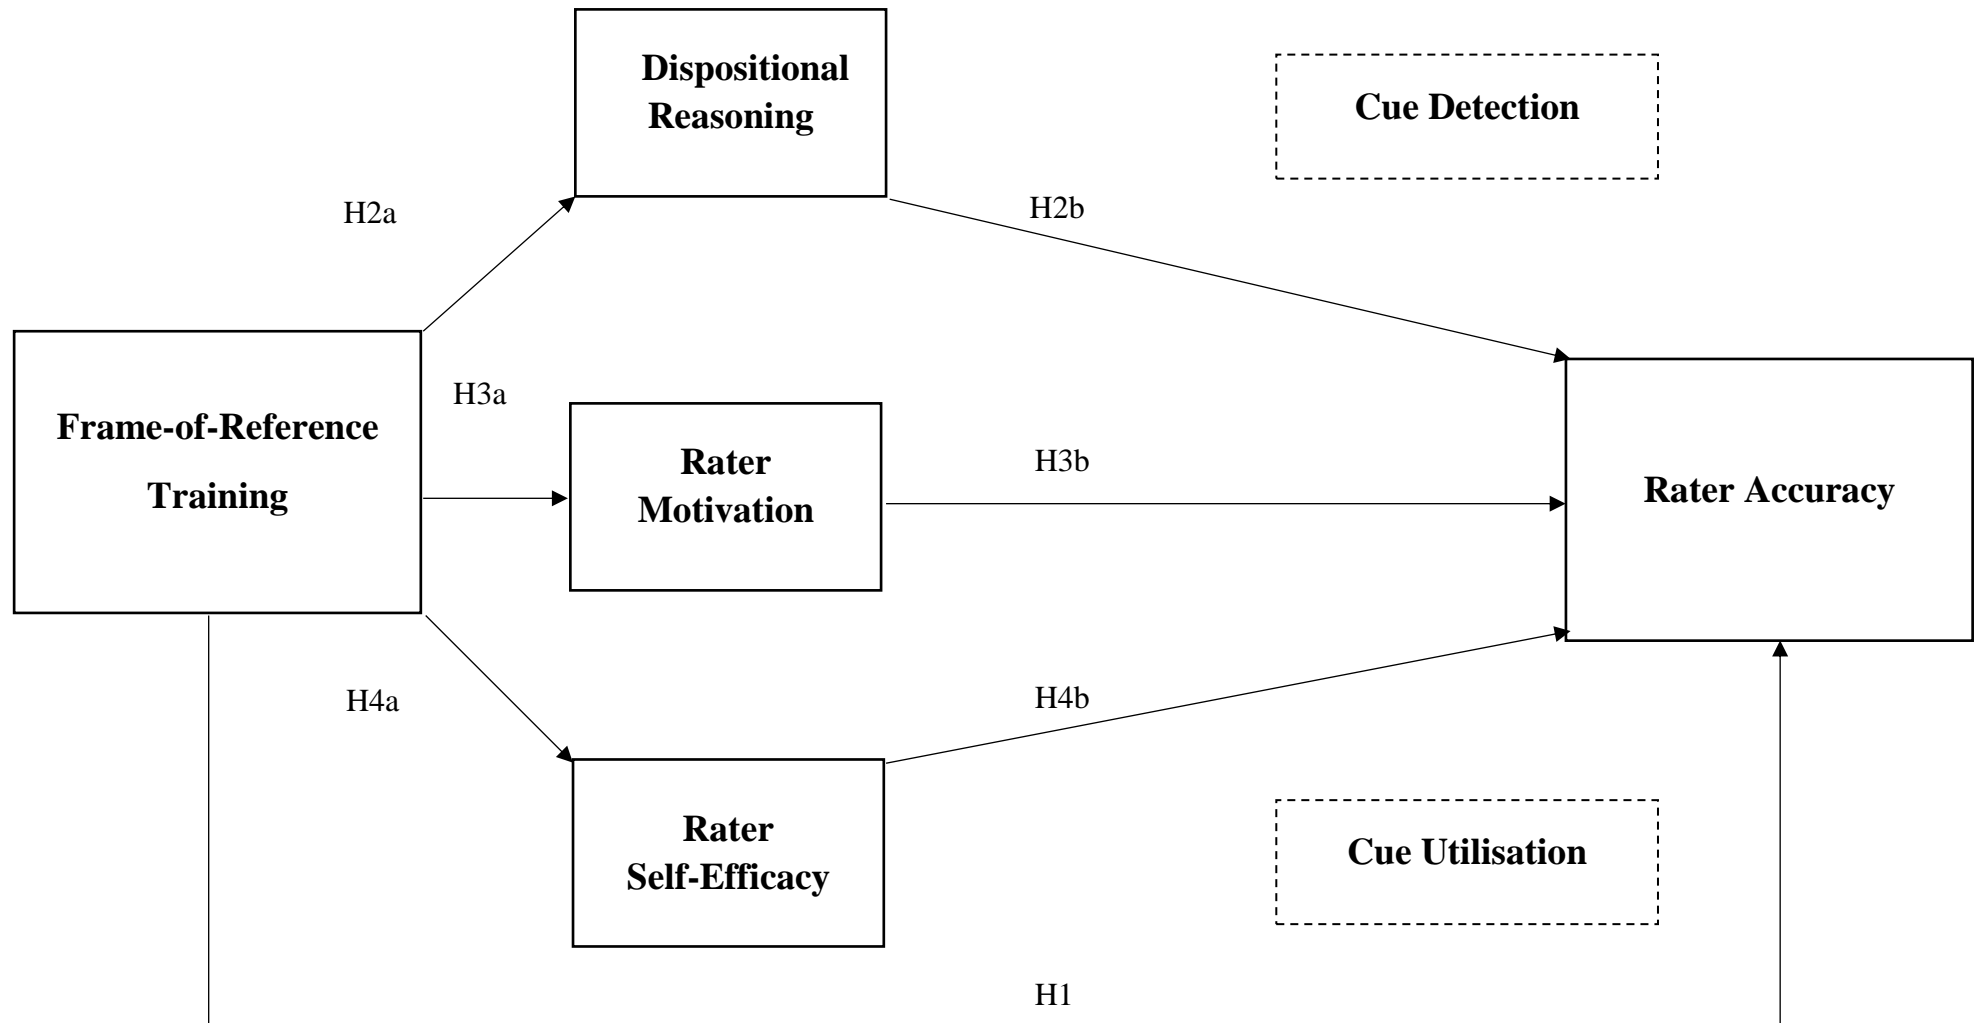 Dispositional
Reasoning
Cue Detection
H2a
H2b
H3a
Frame-of-Reference
Training
Rater
Motivation
H3b
Rater Accuracy
H4a
H4b
Rater
Self-Efficacy
Cue Utilisation
H1